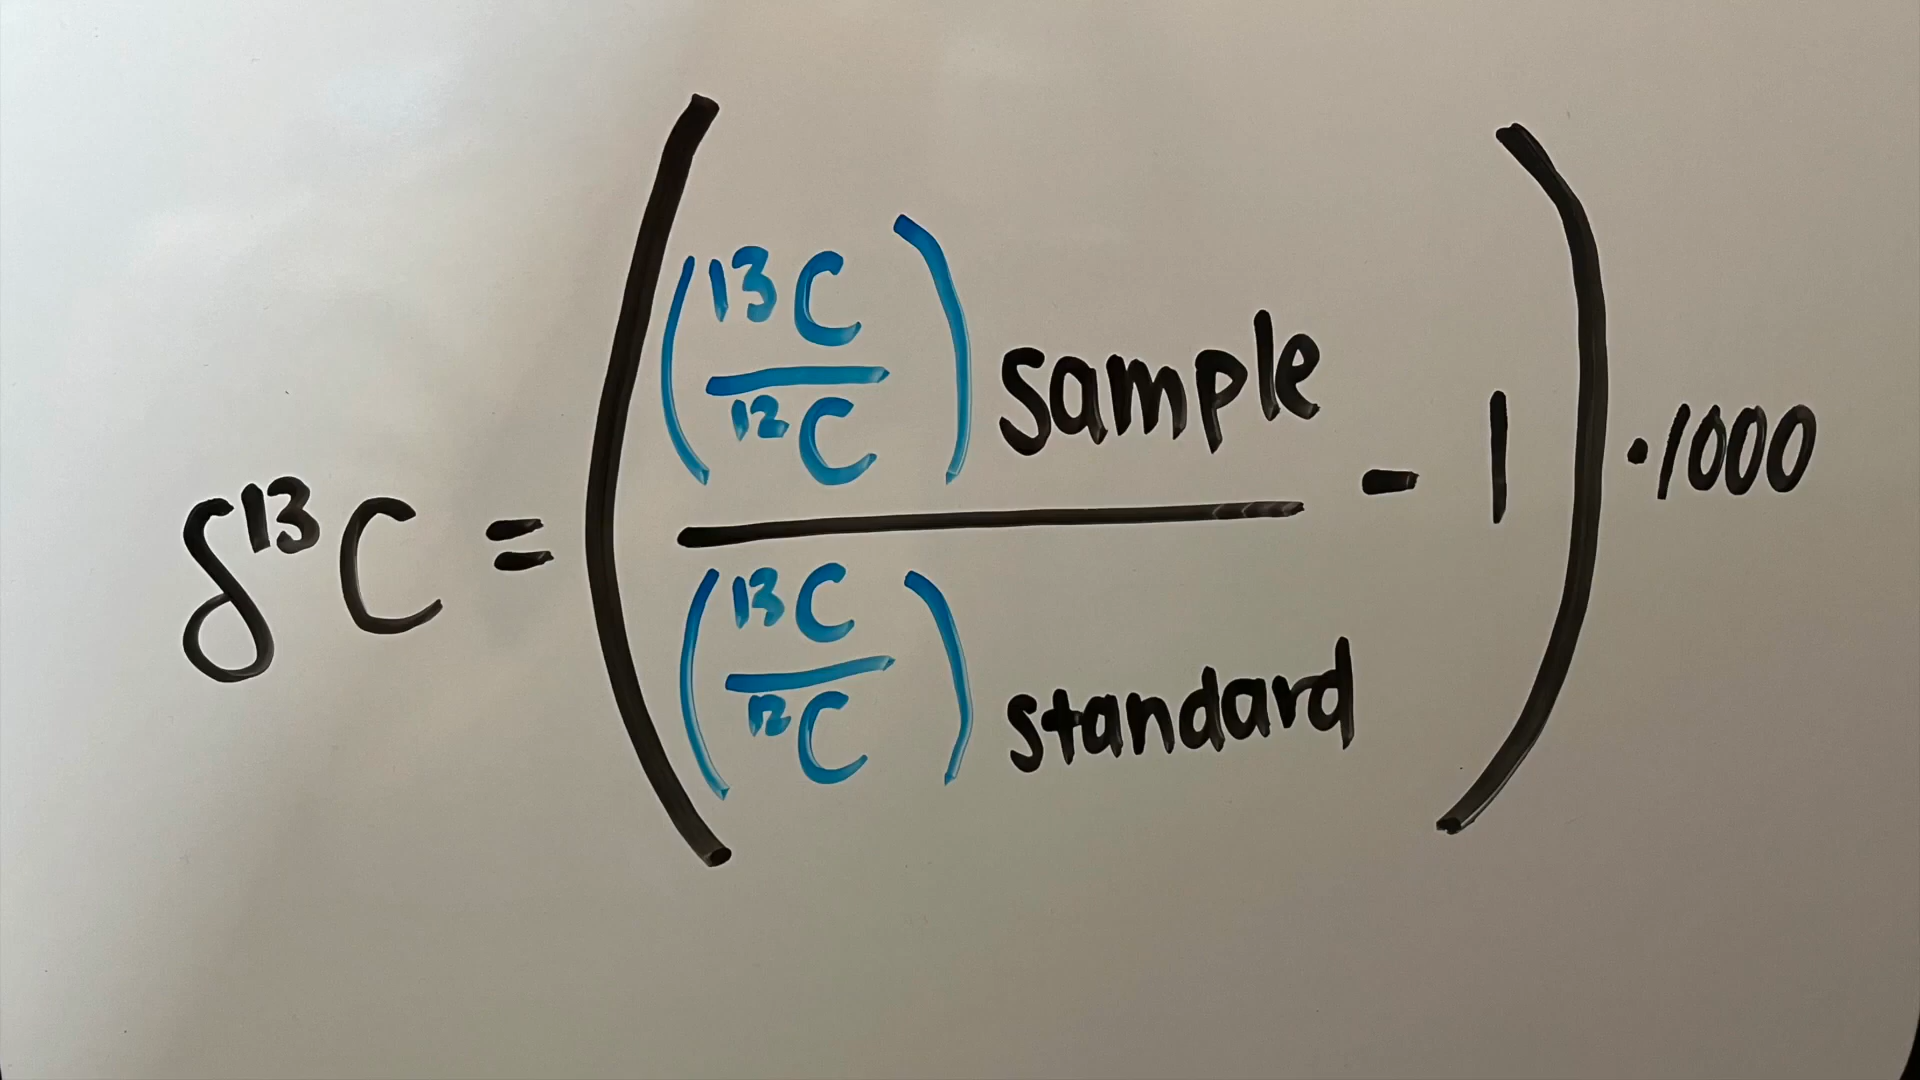 δ¹³C = ( (¹³C / ¹²C) sample / (¹³C / ¹²C) standard - 1 ) · 1000